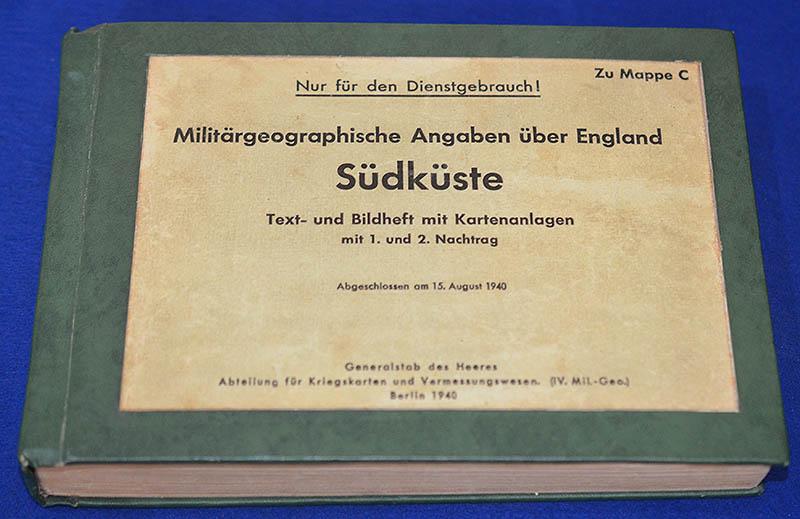 Zu Mappe C
Nur für den Dienstgebrauch!
Militärgeographische Angaben über England
Südküste
Text- und Bildheft mit Kartenanlagen
mit 1. und 2. Nachtrag
Abgeschlossen am 15. August 1940
Generalstab des Heeres
Abteilung für Kriegskarten und Vermessungswesen. (IV. Mil.-Geo.)
Berlin 1940